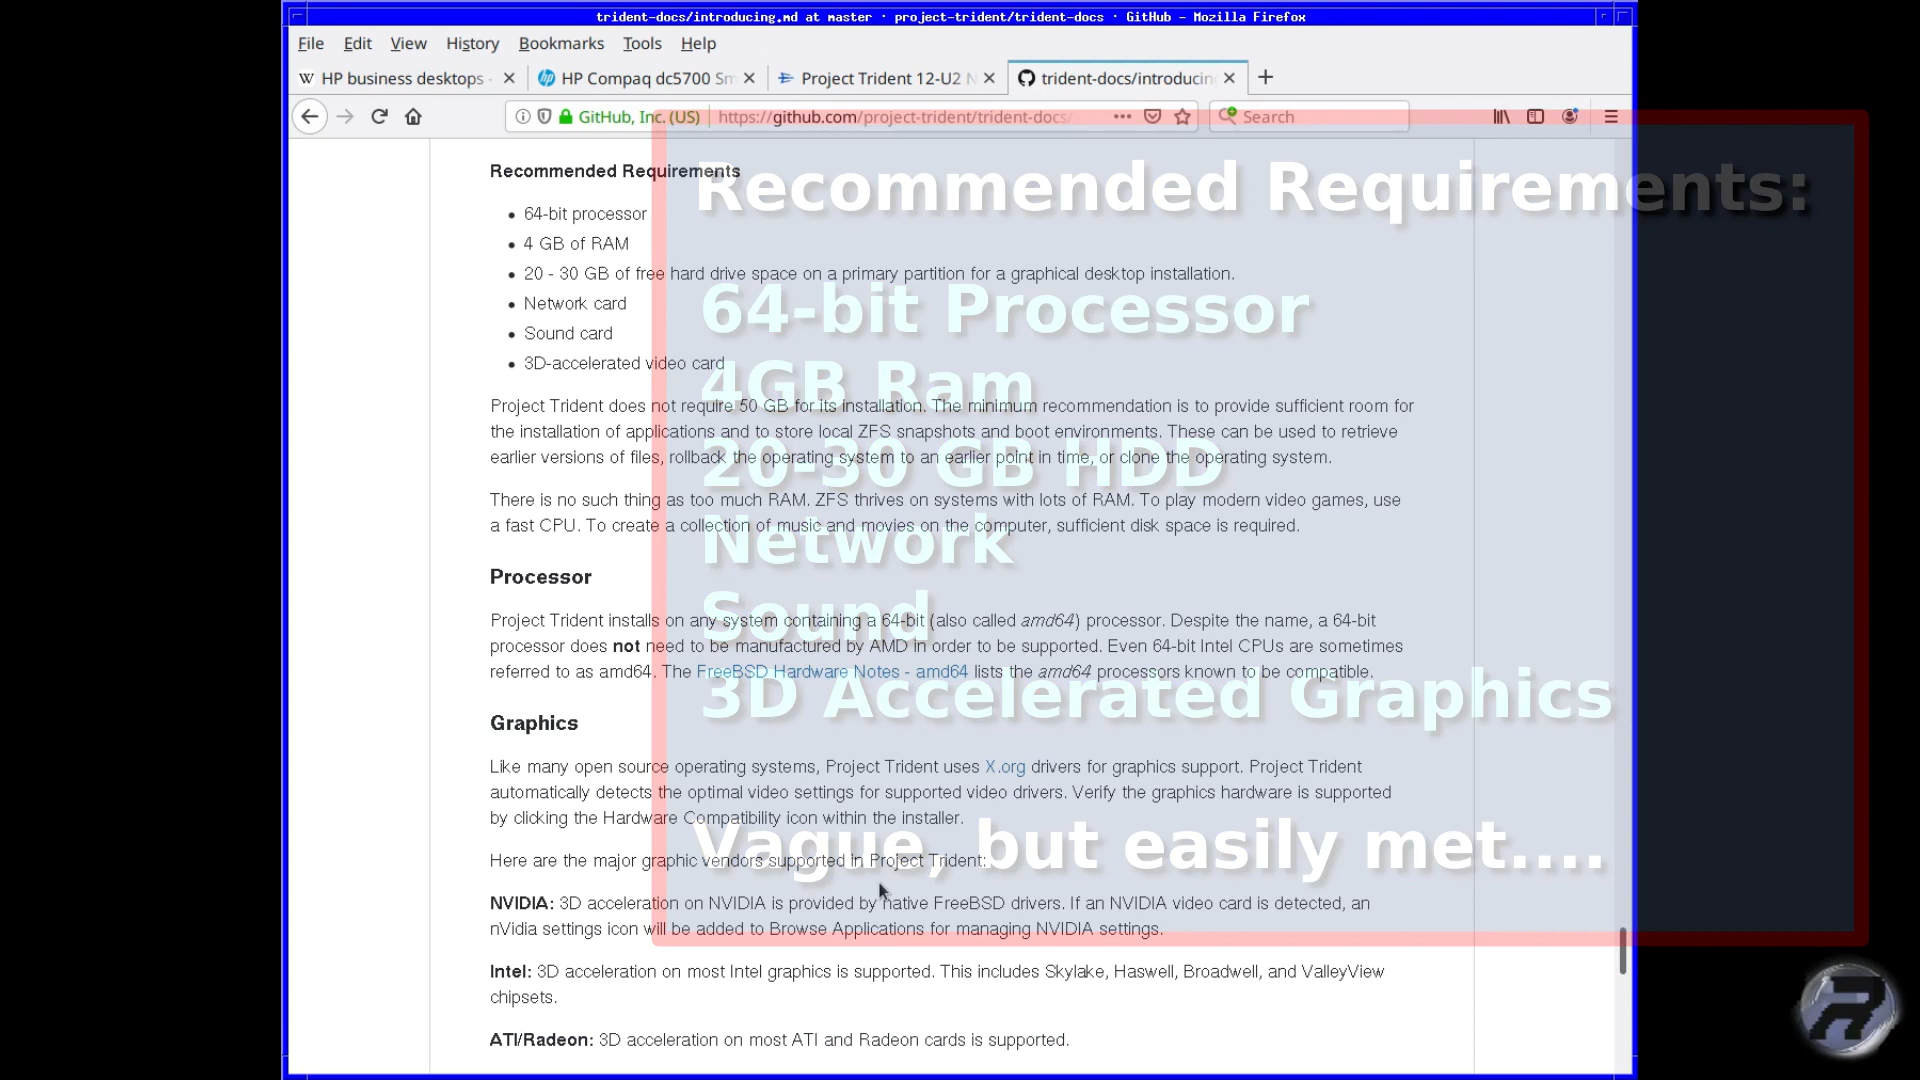 trident-docs/introducing.md at master · project-trident/trident-docs · GitHub - Mozilla Firefox
File Edit View History Bookmarks Tools Help
HP business desktops - HP Compaq dc5700 Sm Project Trident 12-U2 N trident-docs/introducin
GitHub, Inc. (US) https://github.com/project-trident/trident-docs/ Search
Recommended Requirements
64-bit processor
4 GB of RAM
20 - 30 GB of free hard drive space on a primary partition for a graphical desktop installation.
Network card
Sound card
3D-accelerated video card
Project Trident does not require 50 GB for its installation. The minimum recommendation is to provide sufficient room for
the installation of applications and to store local ZFS snapshots and boot environments. These can be used to retrieve
earlier versions of files, rollback the operating system to an earlier point in time, or clone the operating system.
There is no such thing as too much RAM. ZFS thrives on systems with lots of RAM. To play modern video games, use
a fast CPU. To create a collection of music and movies on the computer, sufficient disk space is required.
Processor
Project Trident installs on any system containing a 64-bit (also called amd64) processor. Despite the name, a 64-bit
processor does not need to be manufactured by AMD in order to be supported. Even 64-bit Intel CPUs are sometimes
referred to as amd64. The FreeBSD Hardware Notes - amd64 lists the amd64 processors known to be compatible.
Graphics
Like many open source operating systems, Project Trident uses X.org drivers for graphics support. Project Trident
automatically detects the optimal video settings for supported video drivers. Verify the graphics hardware is supported
by clicking the Hardware Compatibility icon within the installer.
Here are the major graphic vendors supported in Project Trident:
NVIDIA: 3D acceleration on NVIDIA is provided by native FreeBSD drivers. If an NVIDIA video card is detected, an
nVidia settings icon will be added to Browse Applications for managing NVIDIA settings.
Intel: 3D acceleration on most Intel graphics is supported. This includes Skylake, Haswell, Broadwell, and ValleyView
chipsets.
ATI/Radeon: 3D acceleration on most ATI and Radeon cards is supported.
Recommended Requirements:
64-bit Processor
4GB Ram
20-30 GB HDD
Network
Sound
3D Accelerated Graphics
Vague, but easily met....